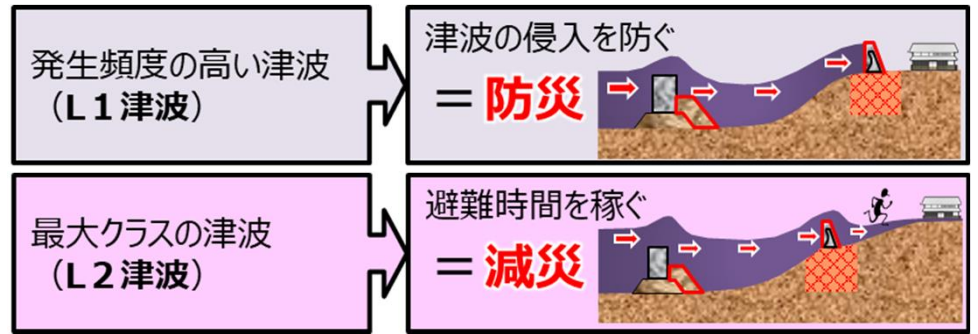 発生頻度の高い津波
（L1津波）
津波の侵入を防ぐ
＝防災
最大クラスの津波
（L2津波）
避難時間を稼ぐ
＝減災